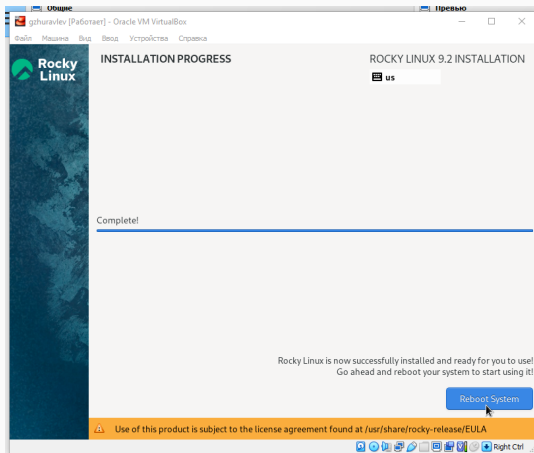 Общие
Превью
gzhuravlev [Работает] - Oracle VM VirtualBox
Файл Машина Вид Ввод Устройства Справка
Rocky
Linux
INSTALLATION PROGRESS
ROCKY LINUX 9.2 INSTALLATION
us
Complete!
Rocky Linux is now successfully installed and ready for you to use!
Go ahead and reboot your system to start using it!
Reboot System
Use of this product is subject to the license agreement found at /usr/share/rocky-release/EULA
Right Ctrl